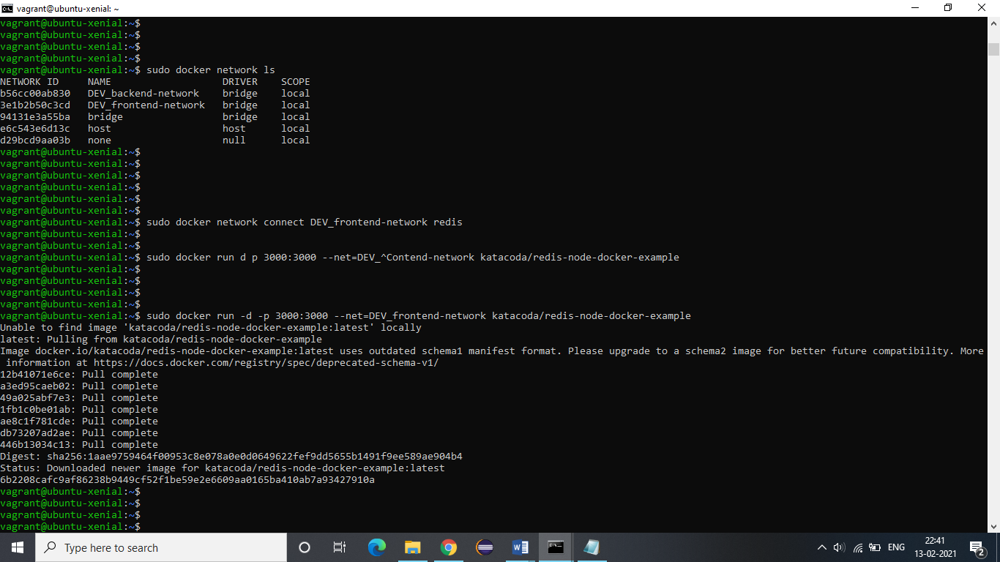 vagrant@ubuntu-xenial: ~
vagrant@ubuntu-xenial:~$
vagrant@ubuntu-xenial:~$
vagrant@ubuntu-xenial:~$
vagrant@ubuntu-xenial:~$
vagrant@ubuntu-xenial:~$ sudo docker network ls
NETWORK ID     NAME                   DRIVER    SCOPE
b56cc00ab830   DEV_backend-network    bridge    local
3e1b2b50c3cd   DEV_frontend-network   bridge    local
94131e3a55ba   bridge                 bridge    local
e6c543e6d13c   host                   host      local
d29bcd9aa03b   none                   null      local
vagrant@ubuntu-xenial:~$
vagrant@ubuntu-xenial:~$
vagrant@ubuntu-xenial:~$
vagrant@ubuntu-xenial:~$
vagrant@ubuntu-xenial:~$
vagrant@ubuntu-xenial:~$
vagrant@ubuntu-xenial:~$ sudo docker network connect DEV_frontend-network redis
vagrant@ubuntu-xenial:~$
vagrant@ubuntu-xenial:~$
vagrant@ubuntu-xenial:~$ sudo docker run d p 3000:3000 --net=DEV_^Contend-network katacoda/redis-node-docker-example
vagrant@ubuntu-xenial:~$
vagrant@ubuntu-xenial:~$
vagrant@ubuntu-xenial:~$
vagrant@ubuntu-xenial:~$
vagrant@ubuntu-xenial:~$ sudo docker run -d -p 3000:3000 --net=DEV_frontend-network katacoda/redis-node-docker-example
Unable to find image 'katacoda/redis-node-docker-example:latest' locally
latest: Pulling from katacoda/redis-node-docker-example
Image docker.io/katacoda/redis-node-docker-example:latest uses outdated schema1 manifest format. Please upgrade to a schema2 image for better future compatibility. More
 information at https://docs.docker.com/registry/spec/deprecated-schema-v1/
12b41071e6ce: Pull complete
a3ed95caeb02: Pull complete
49a025abf7e3: Pull complete
1fb1c0be01ab: Pull complete
ae8c1f781cde: Pull complete
db73207ad2ae: Pull complete
446b13034c13: Pull complete
Digest: sha256:1aae9759464f00953c8e078a0e0d0649622fef9dd5655b1491f9ee589ae904b4
Status: Downloaded newer image for katacoda/redis-node-docker-example:latest
6b2208cafc9af86238b9449cf52f1be59e2e6609aa0165ba410ab7a93427910a
vagrant@ubuntu-xenial:~$
vagrant@ubuntu-xenial:~$
vagrant@ubuntu-xenial:~$
vagrant@ubuntu-xenial:~$
Type here to search
ENG
22:41
13-02-2021
2